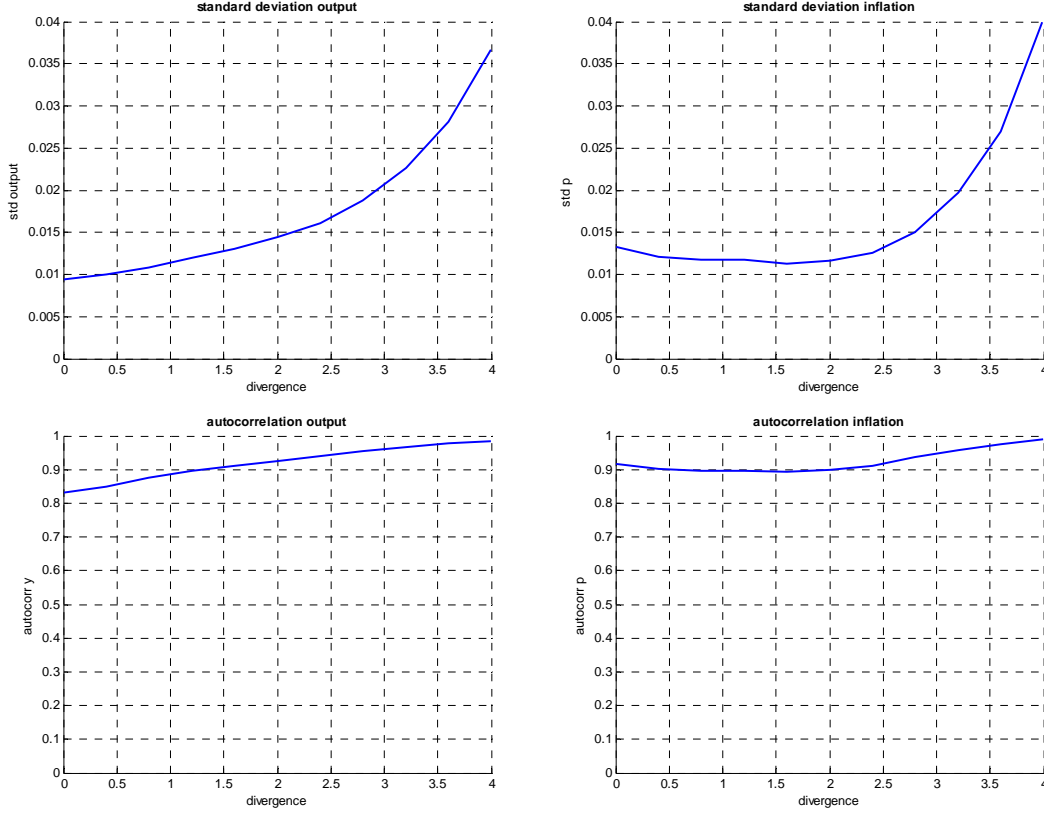 standard deviation output
0.04
0.035
0.03
0.025
0.02
0.015
0.01
0.005
0
std output
0 0.5 1 1.5 2 2.5 3 3.5 4
divergence
standard deviation inflation
0.04
0.035
0.03
0.025
0.02
0.015
0.01
0.005
0
std p
0 0.5 1 1.5 2 2.5 3 3.5 4
divergence
autocorrelation output
1
0.9
0.8
0.7
0.6
0.5
0.4
0.3
0.2
0.1
0
autocorr y
0 0.5 1 1.5 2 2.5 3 3.5 4
divergence
autocorrelation inflation
1
0.9
0.8
0.7
0.6
0.5
0.4
0.3
0.2
0.1
0
autocorr p
0 0.5 1 1.5 2 2.5 3 3.5 4
divergence